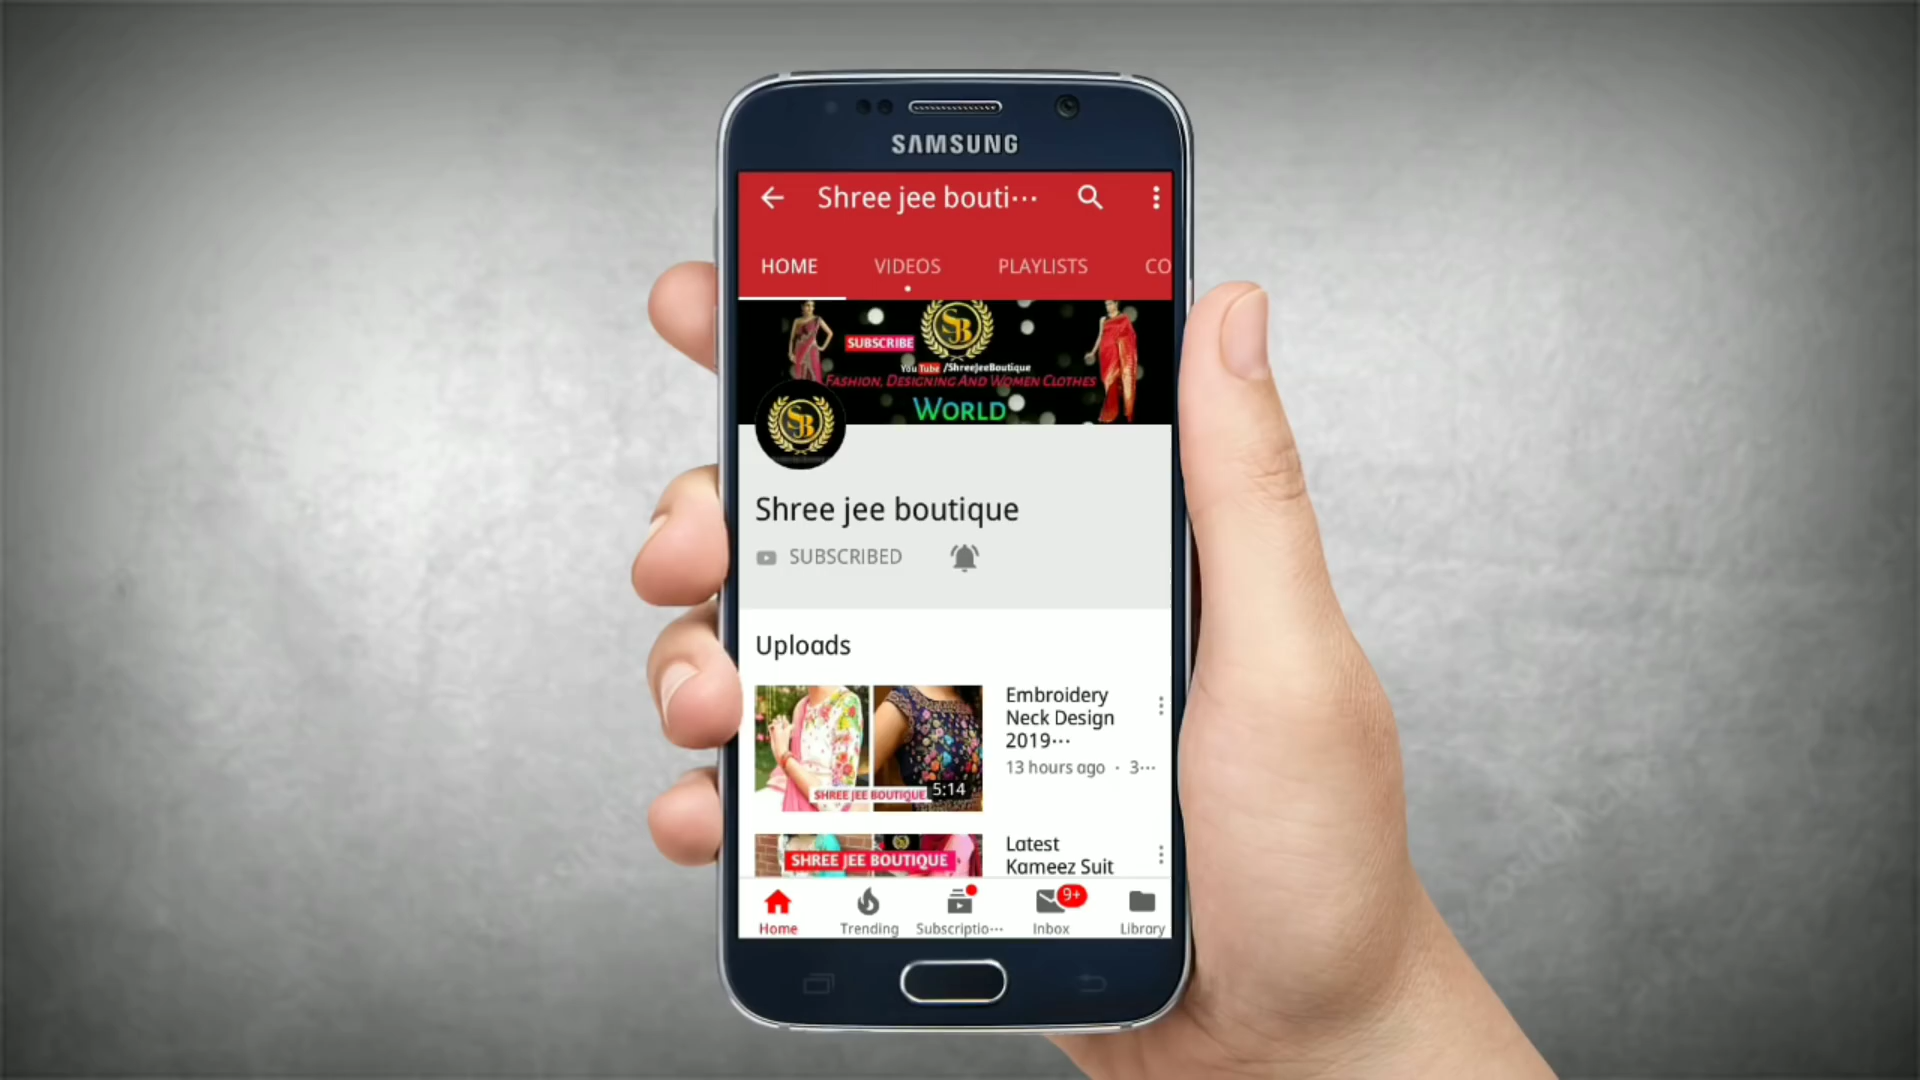 SAMSUNG
Shree jee bouti···
HOME VIDEOS PLAYLISTS CO
SB
SUBSCRIBE
You Tube /ShreejeeBoutique
FASHION, DESIGNING AND WOMEN CLOTHES
WORLD
SB
Shree jee boutique
SUBSCRIBED
Uploads
Embroidery
Neck Design
2019···
13 hours ago · 3···
SHREE JEE BOUTIQUE
5:14
Latest
Kameez Suit
SHREE JEE BOUTIQUE
9+
Home Trending Subscriptio··· Inbox Library